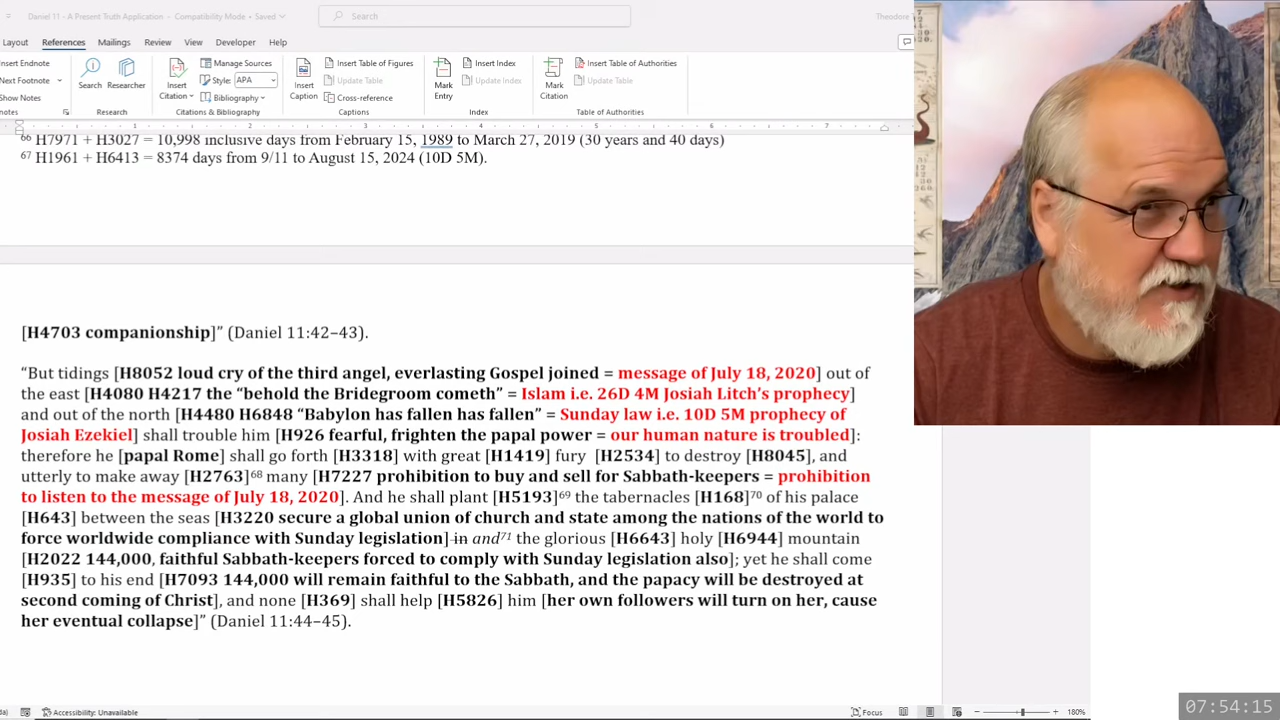 Daniel 11 - A Present Truth Application - Compatibility Mode • Saved
Search
Theodore
Layout References Mailings Review View Developer Help
Insert Endnote
Next Footnote
Show Notes
Search
Researcher
Research
Insert Citation
Manage Sources
Style: APA
Bibliography
Citations & Bibliography
Insert Caption
Insert Table of Figures
Update Table
Cross-reference
Captions
Mark Entry
Insert Index
Update Index
Index
Mark Citation
Insert Table of Authorities
Update Table
Table of Authorities
66 H7971 + H3027 = 10,998 inclusive days from February 15, 1989 to March 27, 2019 (30 years and 40 days)
67 H1961 + H6413 = 8374 days from 9/11 to August 15, 2024 (10D 5M).
[H4703 companionship]” (Daniel 11:42–43).
“But tidings [H8052 loud cry of the third angel, everlasting Gospel joined = message of July 18, 2020] out of
the east [H4080 H4217 the “behold the Bridegroom cometh” = Islam i.e. 26D 4M Josiah Litch’s prophecy]
and out of the north [H4480 H6848 “Babylon has fallen has fallen” = Sunday law i.e. 10D 5M prophecy of
Josiah Ezekiel] shall trouble him [H926 fearful, frighten the papal power = our human nature is troubled]:
therefore he [papal Rome] shall go forth [H3318] with great [H1419] fury [H2534] to destroy [H8045], and
utterly to make away [H2763]68 many [H7227 prohibition to buy and sell for Sabbath-keepers = prohibition
to listen to the message of July 18, 2020]. And he shall plant [H5193]69 the tabernacles [H168]70 of his palace
[H643] between the seas [H3220 secure a global union of church and state among the nations of the world to
force worldwide compliance with Sunday legislation] in and71 the glorious [H6643] holy [H6944] mountain
[H2022 144,000, faithful Sabbath-keepers forced to comply with Sunday legislation also]; yet he shall come
[H935] to his end [H7093 144,000 will remain faithful to the Sabbath, and the papacy will be destroyed at
second coming of Christ], and none [H369] shall help [H5826] him [her own followers will turn on her, cause
her eventual collapse]” (Daniel 11:44–45).
Accessibility: Unavailable
Focus
180%
07:54:15